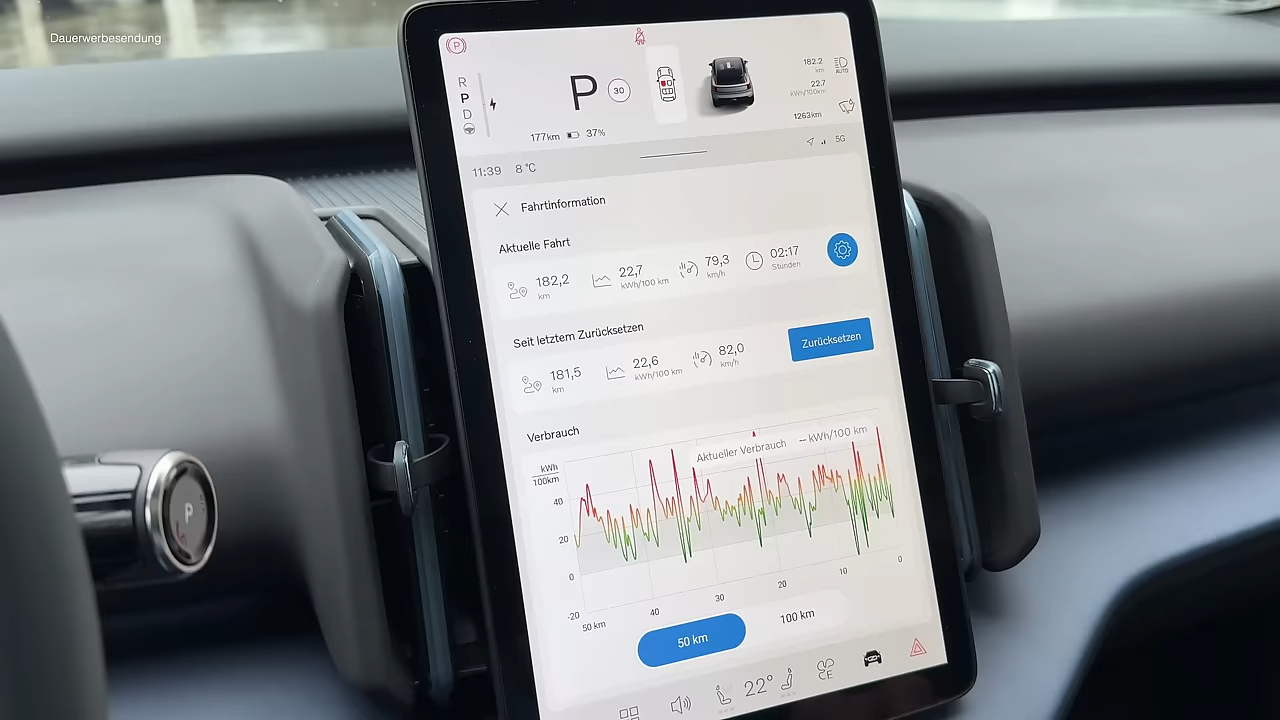 Dauerwerbesendung
P
R
P
D
P
30
182.2
km
22.7
kWh/100km
1263km
AUTO
177km
37%
11:39
8 °C
5G
Fahrtinformation
Aktuelle Fahrt
182,2
km
22,7
kWh/100 km
79,3
km/h
02:17
Stunden
Seit letztem Zurücksetzen
181,5
km
22,6
kWh/100 km
82,0
km/h
Zurücksetzen
Verbrauch
Aktueller Verbrauch
-- kWh/100 km
kWh
100km
40
20
0
-20
50 km
40
30
20
10
0
50 km
100 km
22°
CE
P